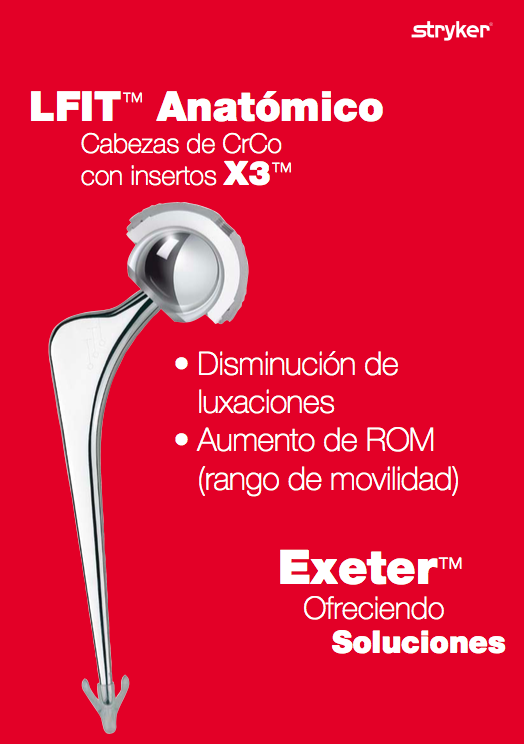 stryker®
LFIT™ Anatómico
Cabezas de CrCo
con insertos X3™
• Disminución de
luxaciones
• Aumento de ROM
(rango de movilidad)
Exeter™
Ofreciendo
Soluciones